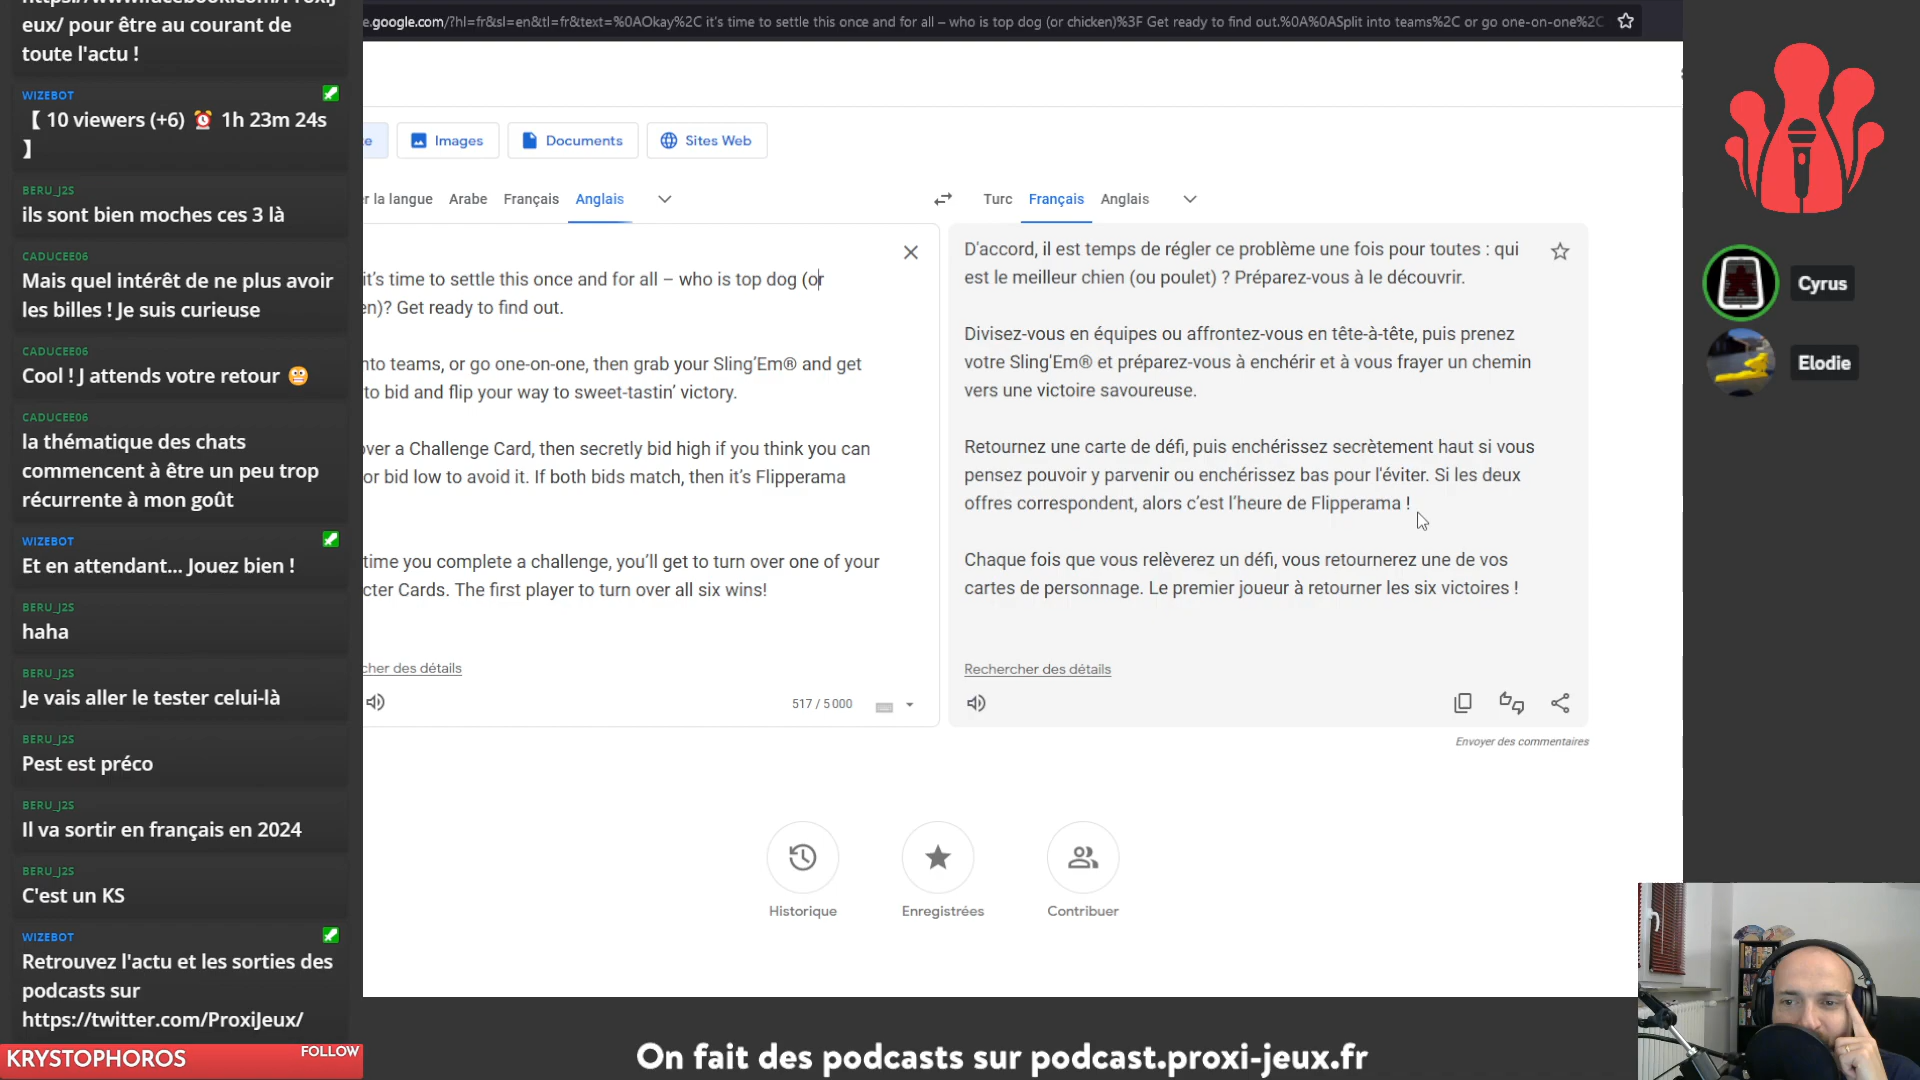 https://www.facebook.com/ProxiJ
eux/ pour être au courant de
toute l'actu !
WIZEBOT
【 10 viewers (+6) ⏰ 1h 23m 24s
】
BERU_J2S
ils sont bien moches ces 3 là
CADUCEE06
Mais quel intérêt de ne plus avoir
les billes ! Je suis curieuse
CADUCEE06
Cool ! J attends votre retour 😬
CADUCEE06
la thématique des chats
commencent à être un peu trop
récurrente à mon goût
WIZEBOT
Et en attendant... Jouez bien !
BERU_J2S
haha
BERU_J2S
Je vais aller le tester celui-là
BERU_J2S
Pest est préco
BERU_J2S
Il va sortir en français en 2024
BERU_J2S
C'est un KS
WIZEBOT
Retrouvez l'actu et les sorties des
podcasts sur
https://twitter.com/ProxiJeux/
KRYSTOPHOROS
FOLLOW
e.google.com/?hl=fr&sl=en&tl=fr&text=%0AOkay%2C it's time to settle this once and for all – who is top dog (or chicken)%3F Get ready to find out.%0A%0ASplit into teams%2C or go one-on-one%2C
e Images Documents Sites Web
er la langue Arabe Français Anglais
Turc Français Anglais
it's time to settle this once and for all – who is top dog (or
en)? Get ready to find out.
nto teams, or go one-on-one, then grab your Sling'Em® and get
to bid and flip your way to sweet-tastin' victory.
over a Challenge Card, then secretly bid high if you think you can
or bid low to avoid it. If both bids match, then it's Flipperama
time you complete a challenge, you'll get to turn over one of your
cter Cards. The first player to turn over all six wins!
cher des détails
517 / 5 000
D'accord, il est temps de régler ce problème une fois pour toutes : qui
est le meilleur chien (ou poulet) ? Préparez-vous à le découvrir.
Divisez-vous en équipes ou affrontez-vous en tête-à-tête, puis prenez
votre Sling'Em® et préparez-vous à enchérir et à vous frayer un chemin
vers une victoire savoureuse.
Retournez une carte de défi, puis enchérissez secrètement haut si vous
pensez pouvoir y parvenir ou enchérissez bas pour l'éviter. Si les deux
offres correspondent, alors c'est l'heure de Flipperama !
Chaque fois que vous relèverez un défi, vous retournerez une de vos
cartes de personnage. Le premier joueur à retourner les six victoires !
Rechercher des détails
Envoyer des commentaires
Historique
Enregistrées
Contribuer
Cyrus
Elodie
On fait des podcasts sur podcast.proxi-jeux.fr